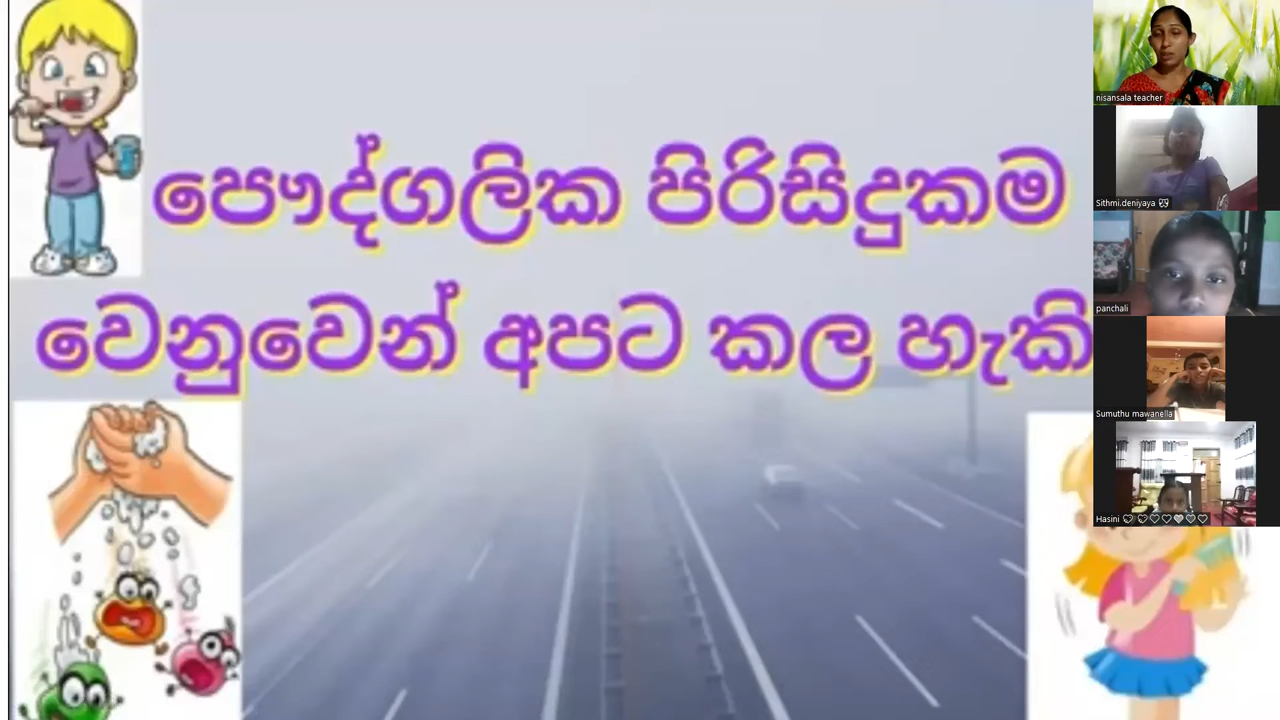 පෞද්ගලික පිරිසිදුකම
වෙනුවෙන් අපට කල හැකි
nisansala teacher
Sithmi.deniyaya 🐼
panchali
Sumuthu mawanella
Hasini